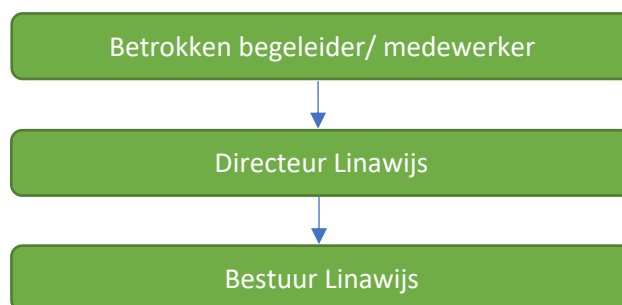 Betrokken begeleider/ medewerker
Directeur Linawijs
Bestuur Linawijs